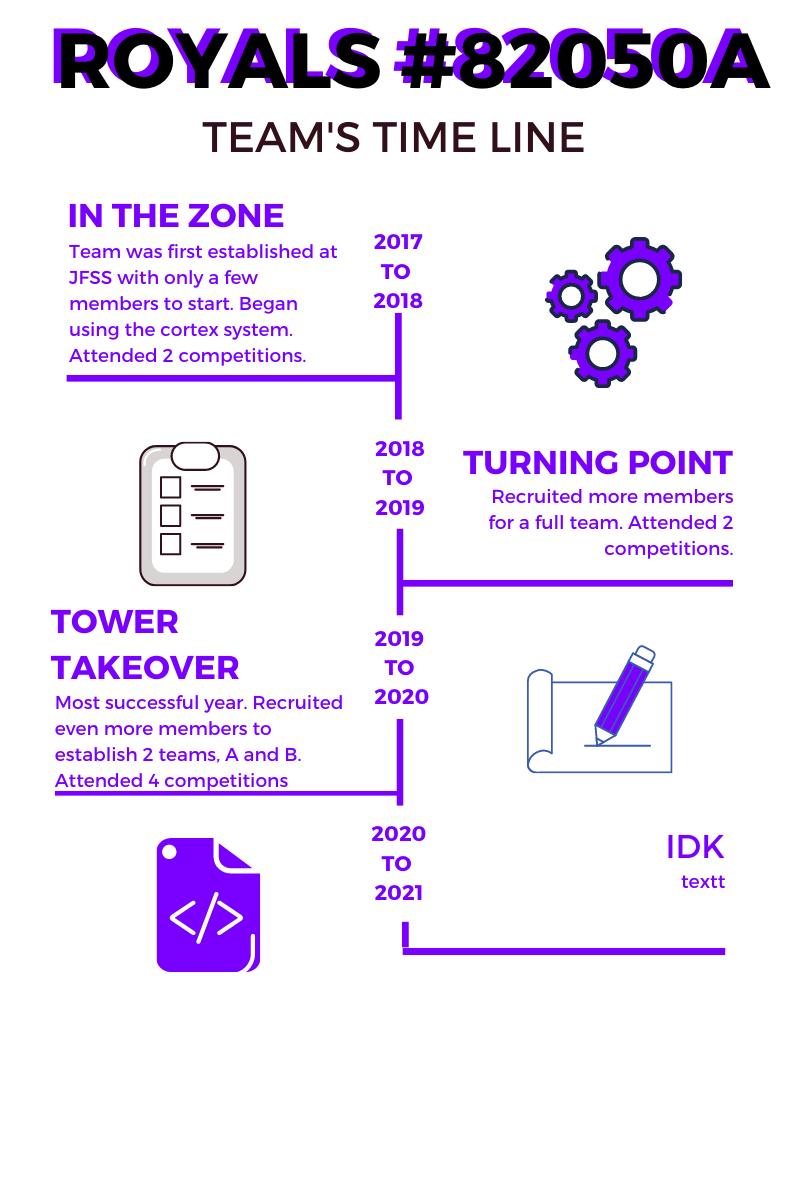 ROYALS #82050A
TEAM'S TIME LINE
IN THE ZONE
Team was first established at
JFSS with only a few
members to start. Began
using the cortex system.
Attended 2 competitions.
2017
TO
2018
2018
TO
2019
TURNING POINT
Recruited more members
for a full team. Attended 2
competitions.
TOWER
TAKEOVER
Most successful year. Recruited
even more members to
establish 2 teams, A and B.
Attended 4 competitions
2019
TO
2020
2020
TO
2021
IDK
textt